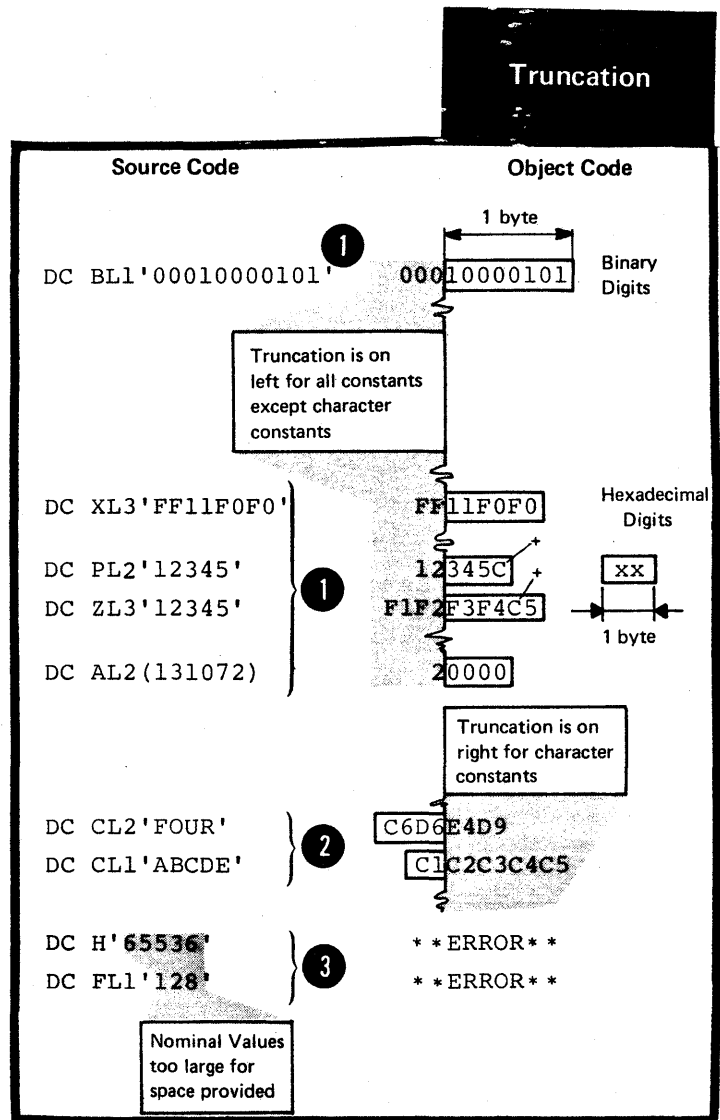 Truncation
Source Code Object Code
1 byte
1
DC BL1'00010000101' 00010000101 Binary
Digits
Truncation is on
left for all constants
except character
constants
DC XL3'FF11F0F0' FF11F0F0 Hexadecimal
Digits
+
DC PL2'12345' 12345C xx
1
+
DC ZL3'12345' F1F2F3F4C5
1 byte
DC AL2(131072) 20000
Truncation is on
right for character
constants
DC CL2'FOUR' C6D6E4D9
2
DC CL1'ABCDE' C1C2C3C4C5
DC H'65536' **ERROR**
3
DC FL1'128' **ERROR**
Nominal Values
too large for
space provided